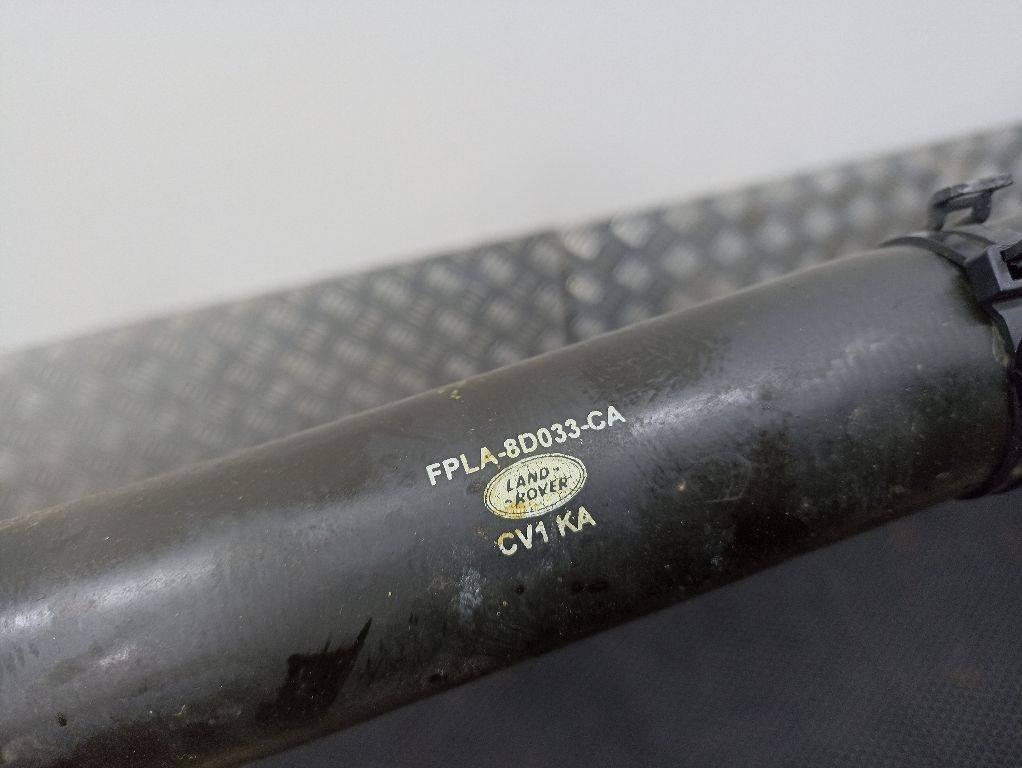 FPLA-8D033-CA
LAND-
-ROVER
CV1 KA